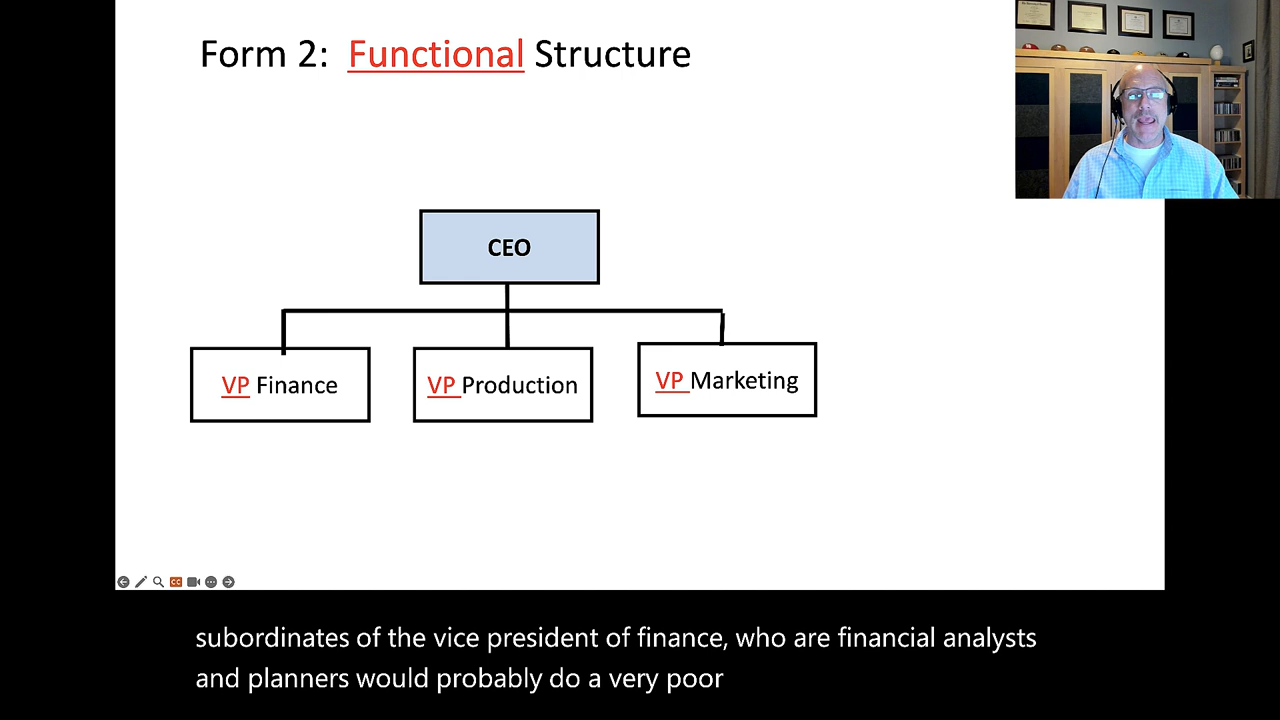 Form 2: Functional Structure
CEO
VP Finance
VP Production
VP Marketing
CC
subordinates of the vice president of finance, who are financial analysts
and planners would probably do a very poor